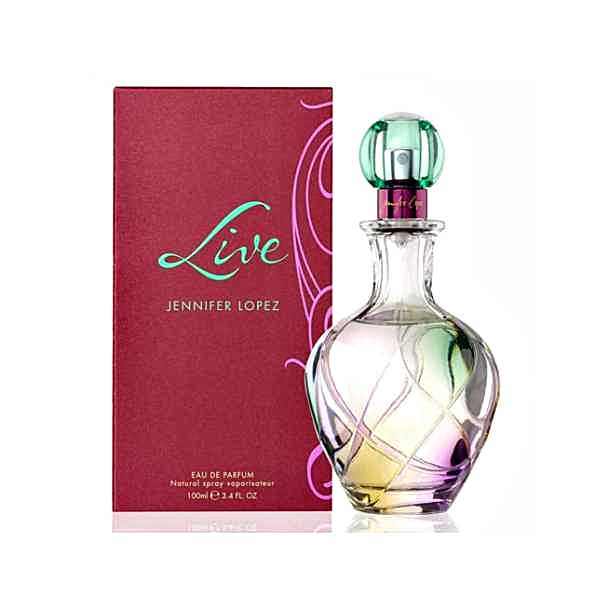 Live
JENNIFER LOPEZ
EAU DE PARFUM
Natural spray vaporisateur
100ml ℮ 3.4 FL. OZ